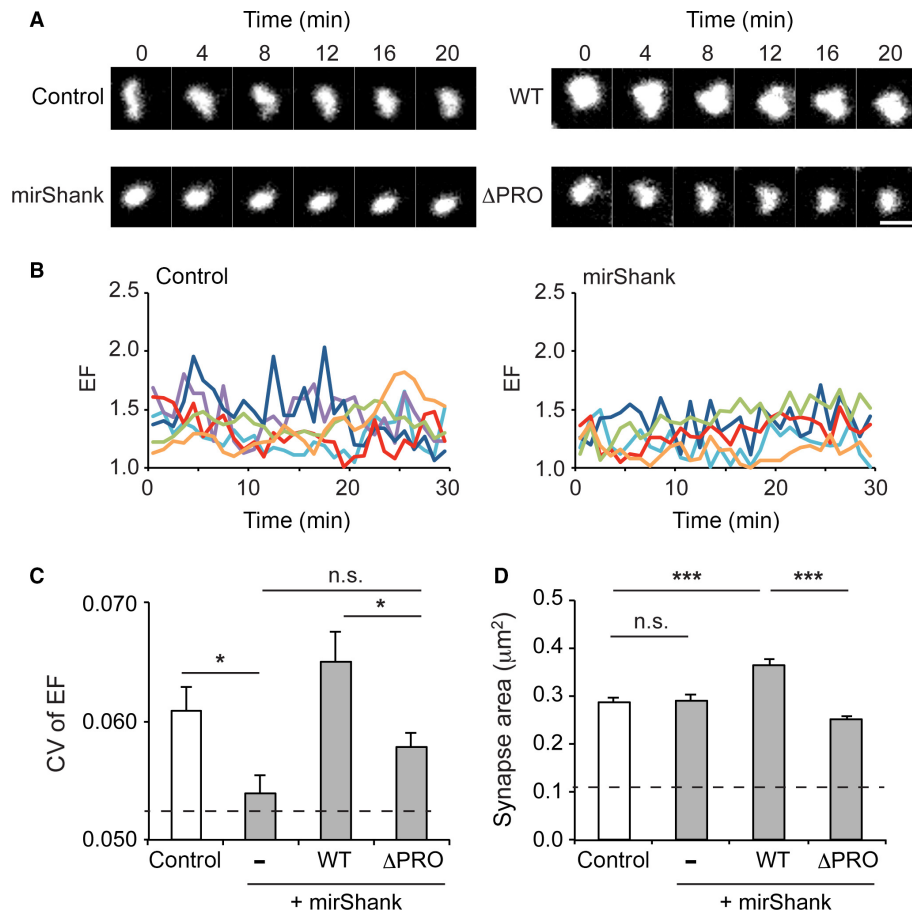 A
Time (min)
Time (min)
0 4 8 12 16 20
0 4 8 12 16 20
Control
WT
mirShank
ΔPRO
B
Control
mirShank
2.5
2.0
1.5
1.0
EF
0 10 20 30
Time (min)
2.5
2.0
1.5
1.0
EF
0 10 20 30
Time (min)
C
n.s.
*
*
0.070
0.060
0.050
CV of EF
Control – WT ΔPRO
+ mirShank
D
***
***
n.s.
0.5
0.4
0.3
0.2
0.1
0.0
Synapse area (μm²)
Control – WT ΔPRO
+ mirShank